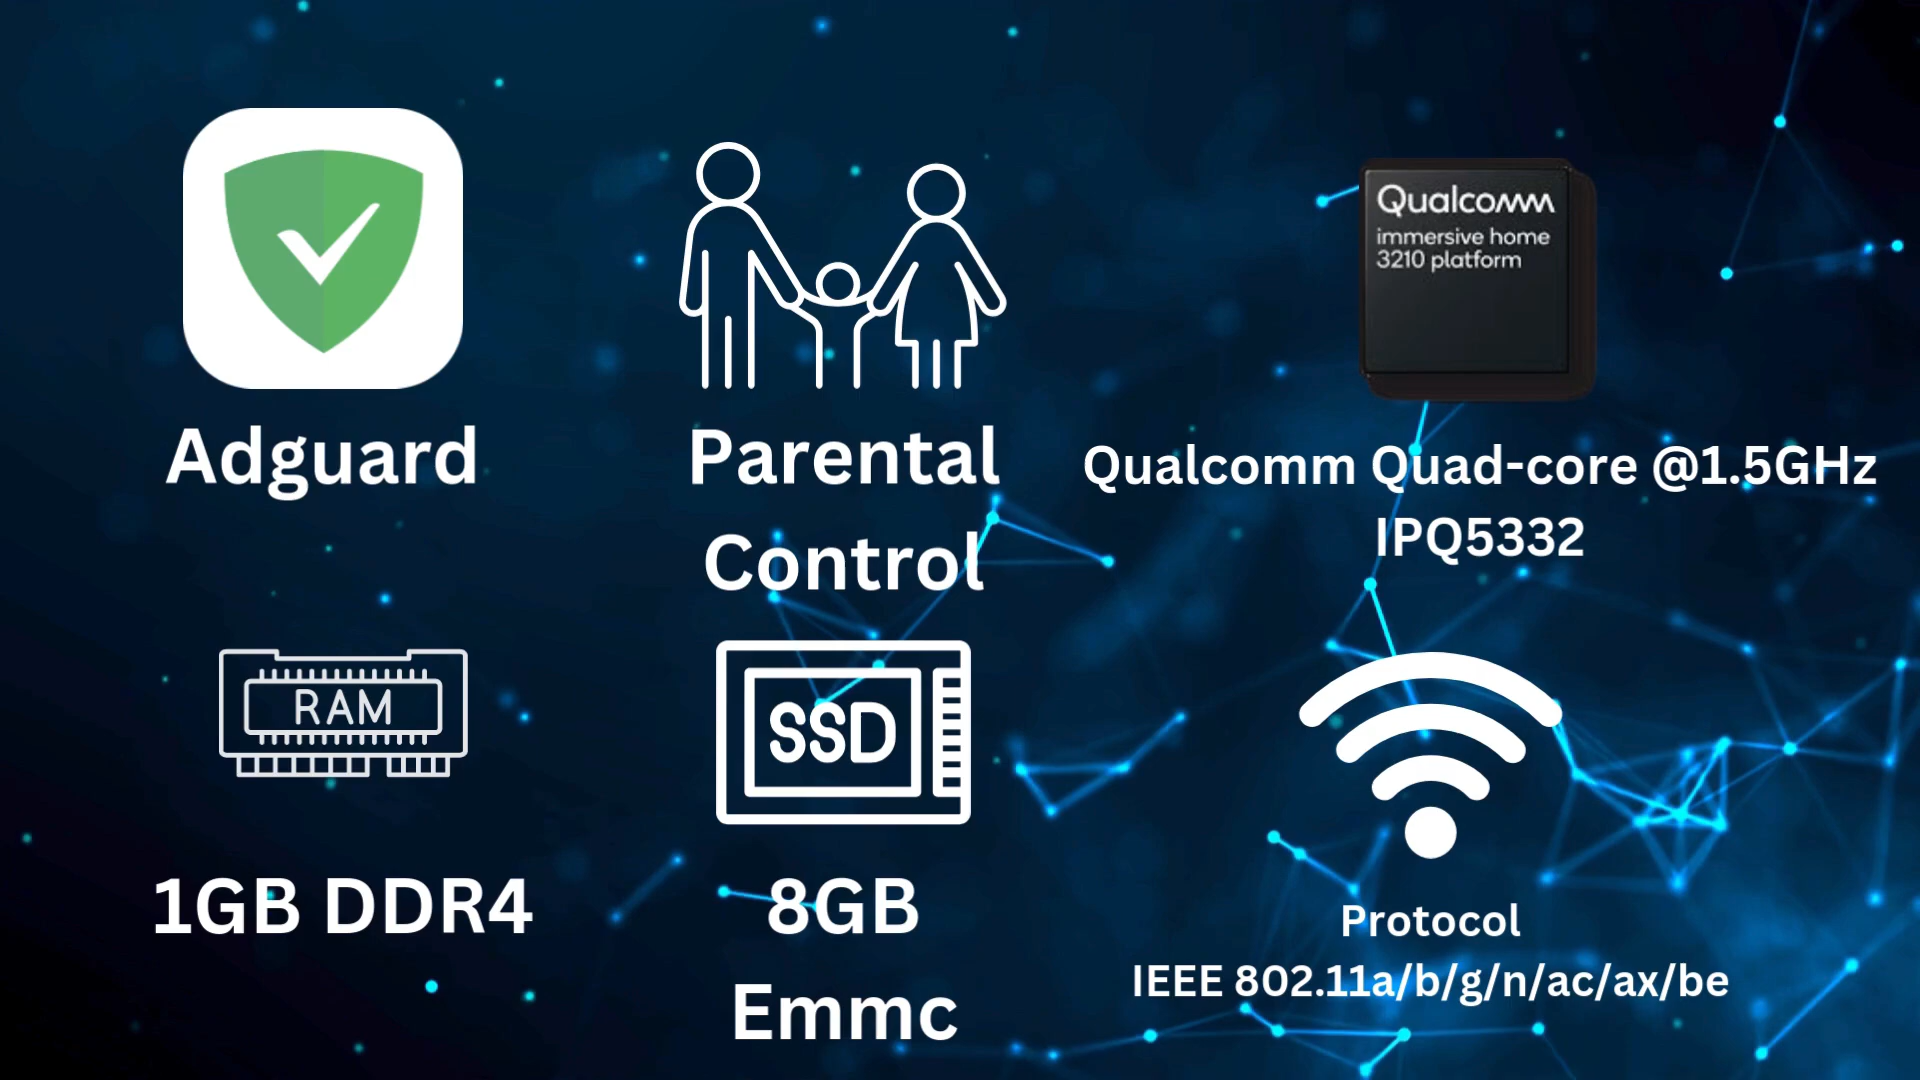 Qualcomm
immersive home
3210 platform
Adguard
Parental
Control
Qualcomm Quad-core @1.5GHz
IPQ5332
RAM
SSD
1GB DDR4
8GB
Emmc
Protocol
IEEE 802.11a/b/g/n/ac/ax/be